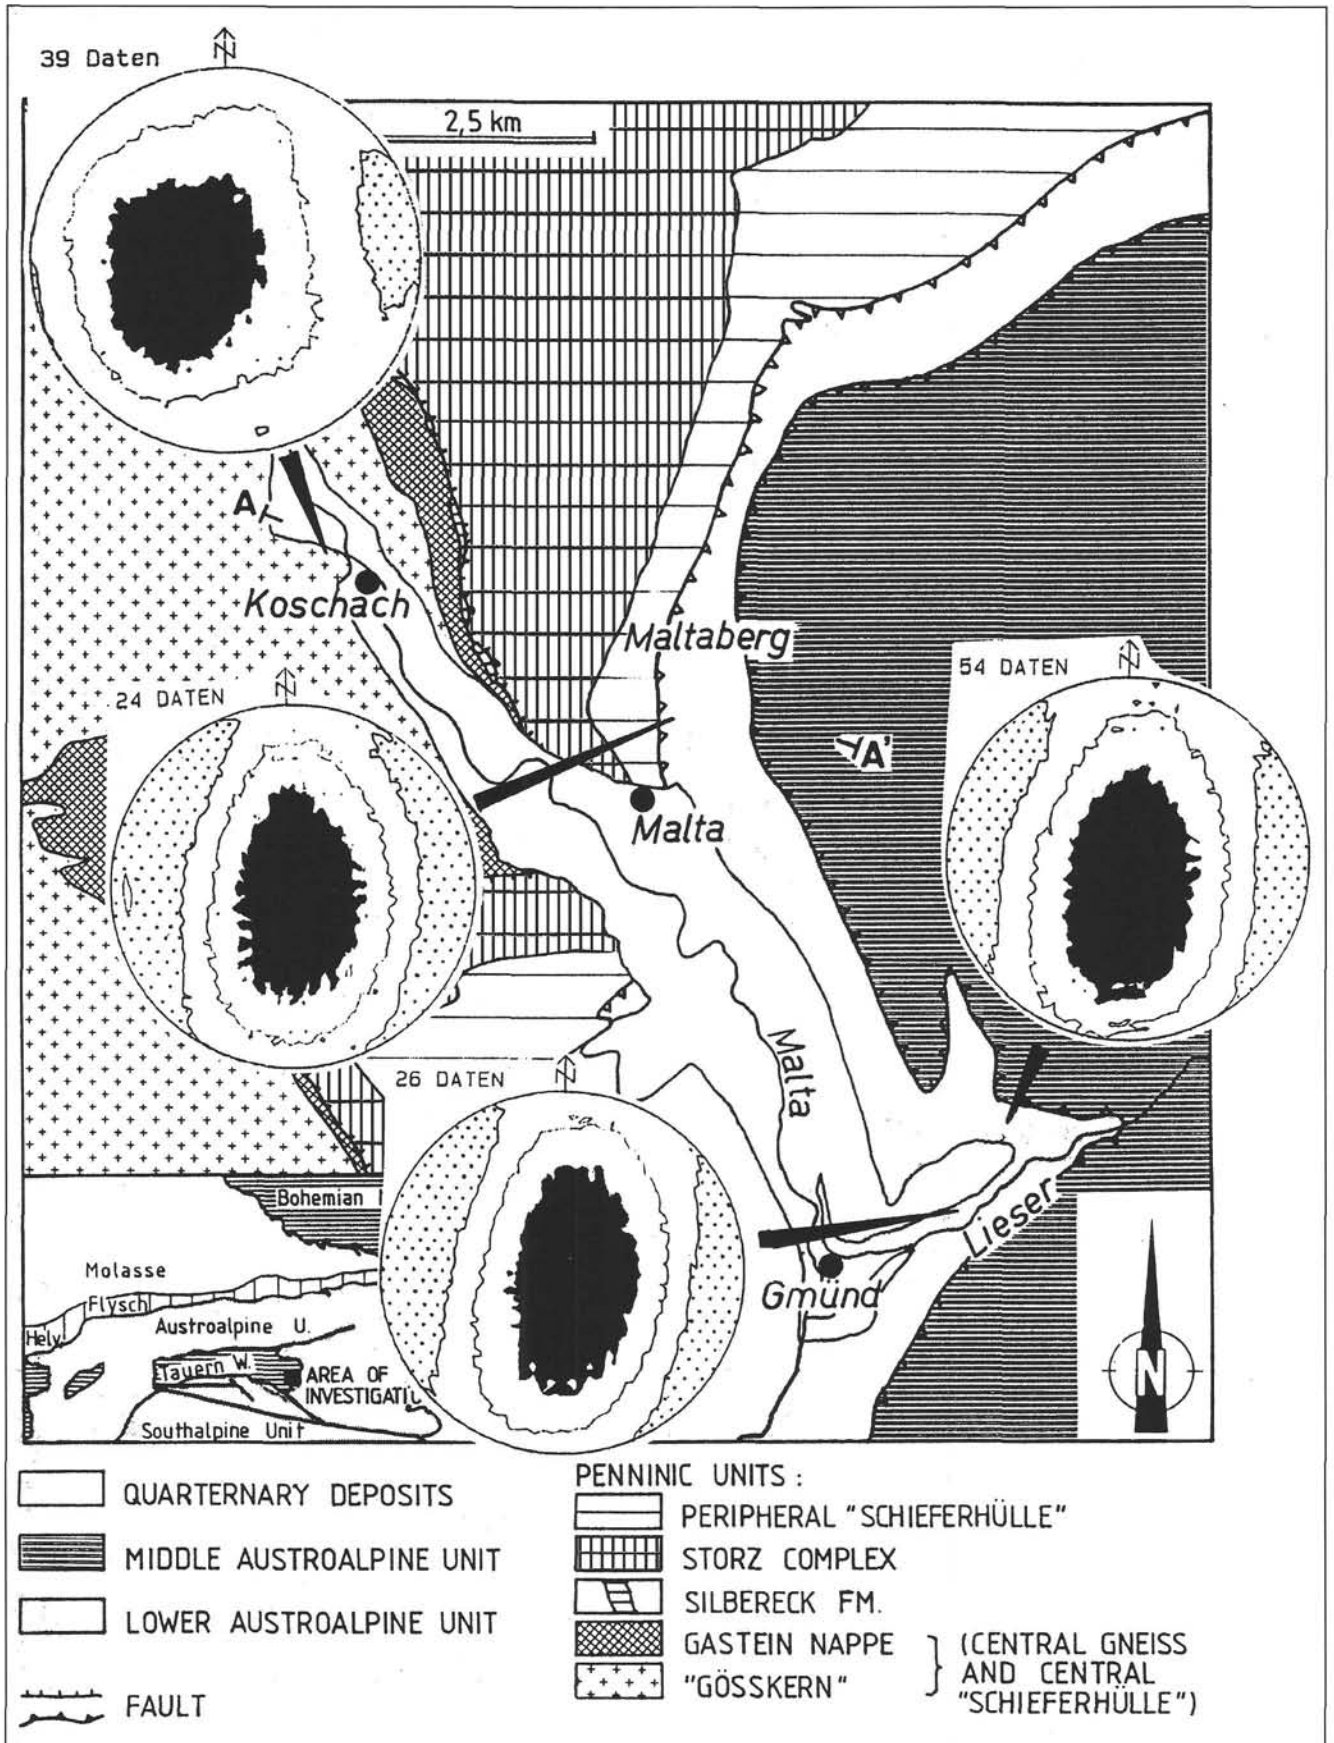 39 Daten
N
2,5 km
A
Koschach
Maltaberg
24 DATEN
N
54 DATEN
N
A'
Malta
Malta
26 DATEN
N
Bohemian
Molasse
Flysch
Helv.
Austroalpine U.
Tauern W.
AREA OF
INVESTIGATI
Southalpine Unit
Lieser
Gmünd
N
QUARTERNARY DEPOSITS
MIDDLE AUSTROALPINE UNIT
LOWER AUSTROALPINE UNIT
FAULT
PENNINIC UNITS :
PERIPHERAL "SCHIEFERHÜLLE"
STORZ COMPLEX
SILBERECK FM.
GASTEIN NAPPE
"GÖSSKERN"
(CENTRAL GNEISS
AND CENTRAL
"SCHIEFERHÜLLE")